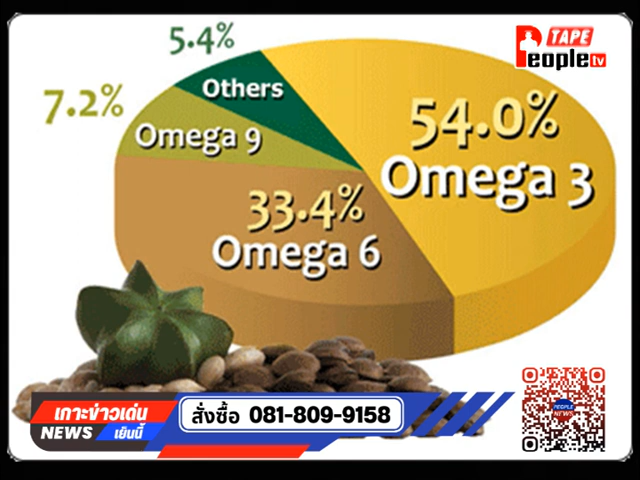 5.4%
TAPE
People tv
Others
7.2%
Omega 9
54.0%
Omega 3
33.4%
Omega 6
เกาะข่าวเด่น
NEWS เย็นนี้
สั่งซื้อ 081-809-9158
PEOPLE
NEWS